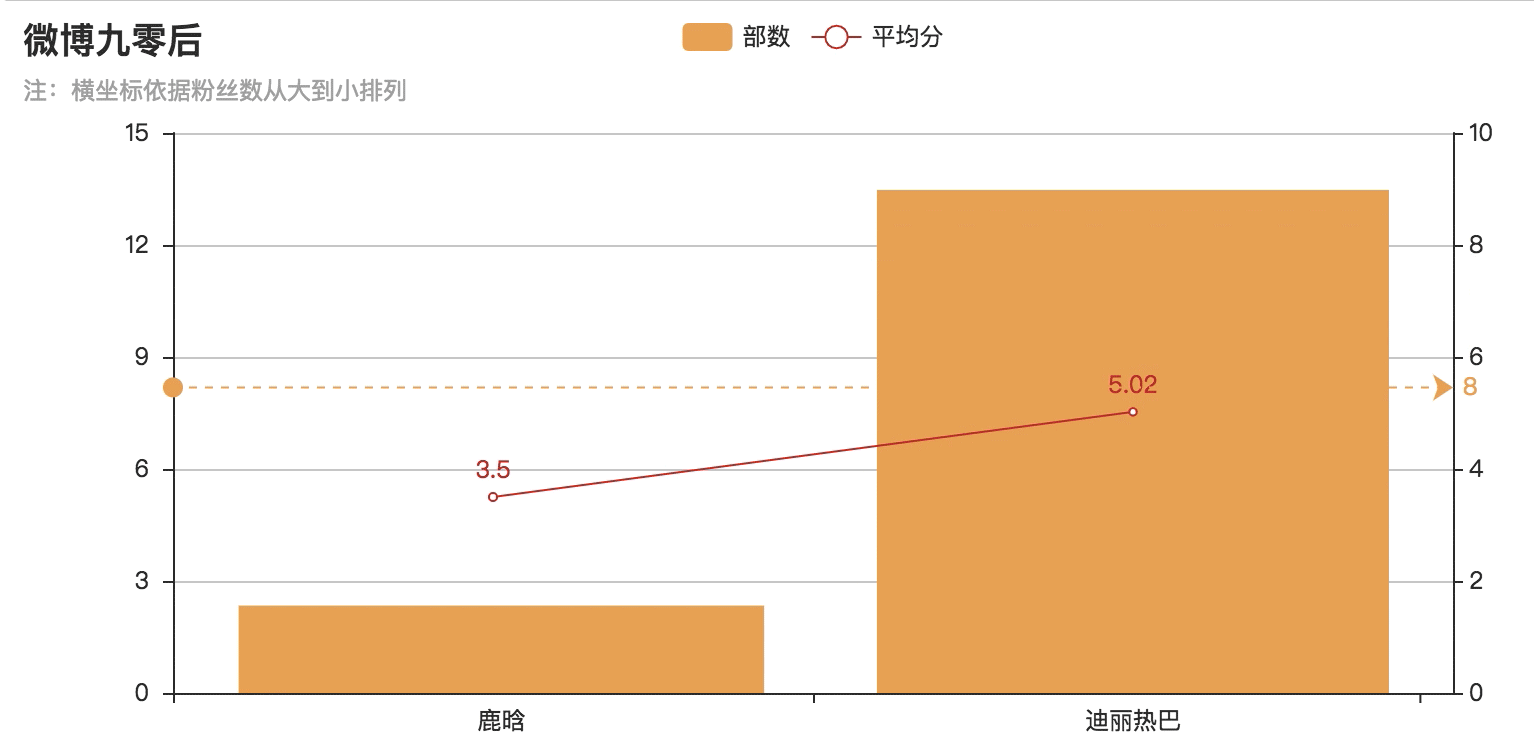 微博九零后
部数 平均分
注：横坐标依据粉丝数从大到小排列
15 10
12 8
9 6
8
5.02
6 3.5 4
3 2
0 0
鹿晗 迪丽热巴